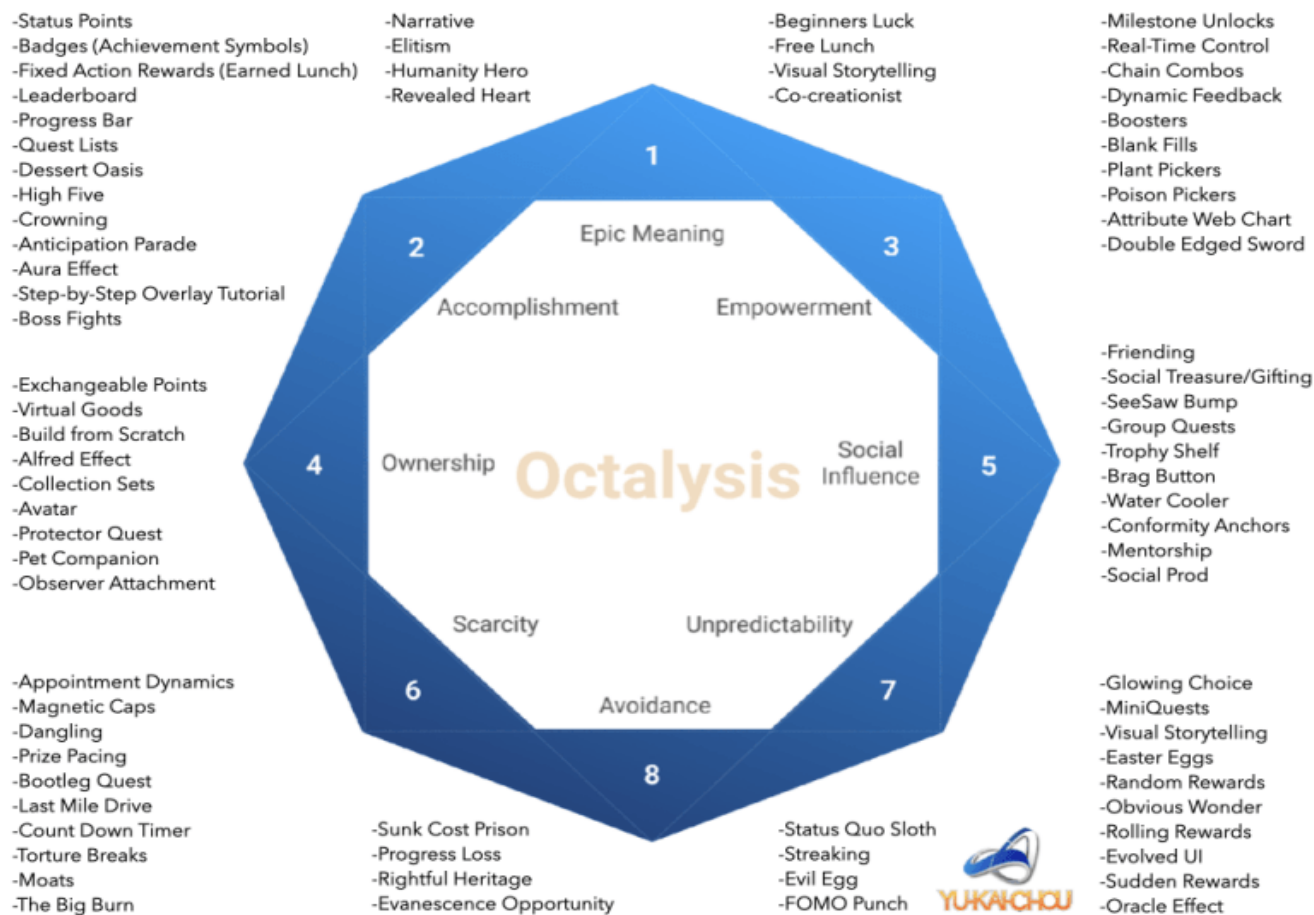 -Status Points
-Badges (Achievement Symbols)
-Fixed Action Rewards (Earned Lunch)
-Leaderboard
-Progress Bar
-Quest Lists
-Dessert Oasis
-High Five
-Crowning
-Anticipation Parade
-Aura Effect
-Step-by-Step Overlay Tutorial
-Boss Fights
-Narrative
-Elitism
-Humanity Hero
-Revealed Heart
-Beginners Luck
-Free Lunch
-Visual Storytelling
-Co-creationist
-Milestone Unlocks
-Real-Time Control
-Chain Combos
-Dynamic Feedback
-Boosters
-Blank Fills
-Plant Pickers
-Poison Pickers
-Attribute Web Chart
-Double Edged Sword
1
Epic Meaning
2
Accomplishment
3
Empowerment
-Exchangeable Points
-Virtual Goods
-Build from Scratch
-Alfred Effect
-Collection Sets
-Avatar
-Protector Quest
-Pet Companion
-Observer Attachment
4
Ownership
Octalysis
Social
Influence
5
-Friending
-Social Treasure/Gifting
-SeeSaw Bump
-Group Quests
-Trophy Shelf
-Brag Button
-Water Cooler
-Conformity Anchors
-Mentorship
-Social Prod
Scarcity
6
Unpredictability
7
Avoidance
8
-Appointment Dynamics
-Magnetic Caps
-Dangling
-Prize Pacing
-Bootleg Quest
-Last Mile Drive
-Count Down Timer
-Torture Breaks
-Moats
-The Big Burn
-Sunk Cost Prison
-Progress Loss
-Rightful Heritage
-Evanescence Opportunity
-Status Quo Sloth
-Streaking
-Evil Egg
-FOMO Punch
YU-KAI-CHOU
-Glowing Choice
-MiniQuests
-Visual Storytelling
-Easter Eggs
-Random Rewards
-Obvious Wonder
-Rolling Rewards
-Evolved UI
-Sudden Rewards
-Oracle Effect